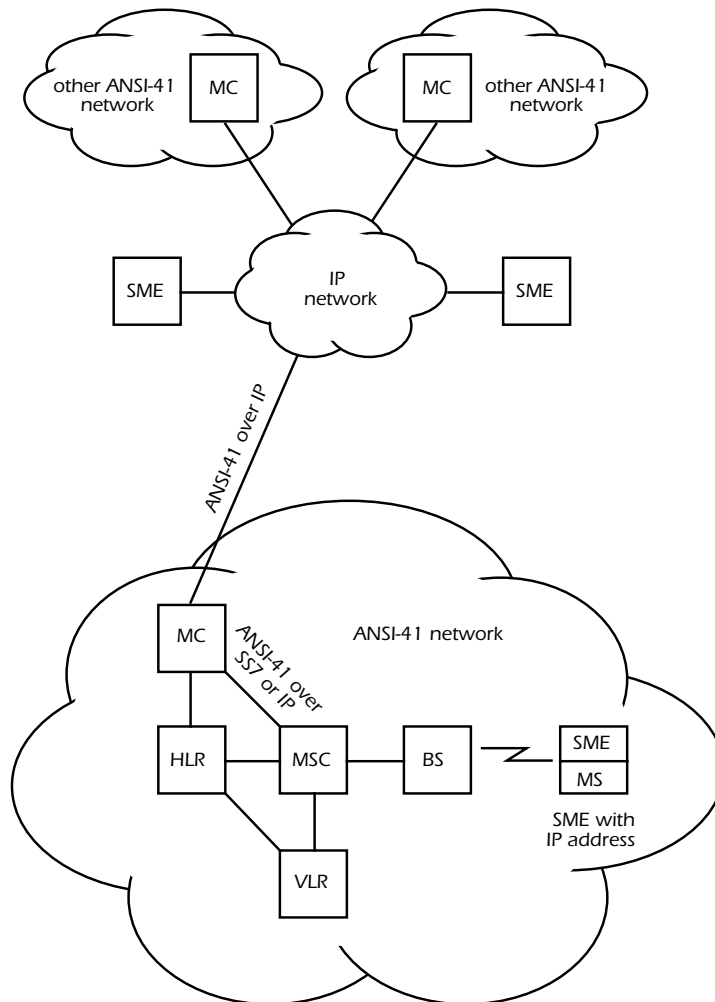 other ANSI-41
network
MC
MC
other ANSI-41
network
SME
IP
network
SME
ANSI-41 over IP
MC
ANSI-41 over
SS7 or IP
ANSI-41 network
HLR
MSC
BS
SME
MS
SME with
IP address
VLR